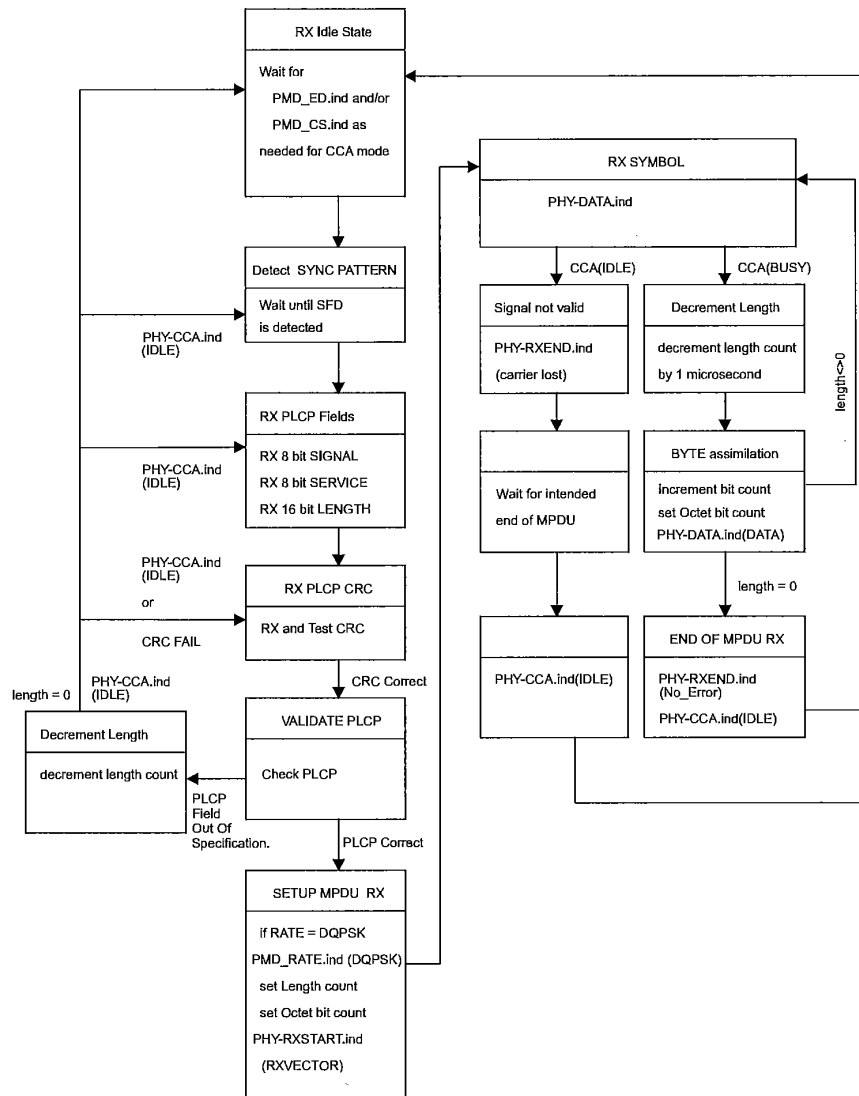 RX Idle State
Wait for
PMD_ED.ind and/or
PMD_CS.ind as
needed for CCA mode
Detect SYNC PATTERN
Wait until SFD
is detected
PHY-CCA.ind
(IDLE)
RX PLCP Fields
RX 8 bit SIGNAL
RX 8 bit SERVICE
RX 16 bit LENGTH
PHY-CCA.ind
(IDLE)
RX PLCP CRC
RX and Test CRC
PHY-CCA.ind
(IDLE)
or
CRC FAIL
CRC Correct
VALIDATE PLCP
Check PLCP
length = 0
PHY-CCA.ind
(IDLE)
Decrement Length
decrement length count
PLCP
Field
Out Of
Specification.
PLCP Correct
SETUP MPDU RX
if RATE = DQPSK
PMD_RATE.ind (DQPSK)
set Length count
set Octet bit count
PHY-RXSTART.ind
(RXVECTOR)
RX SYMBOL
PHY-DATA.ind
CCA(IDLE)
CCA(BUSY)
Signal not valid
PHY-RXEND.ind
(carrier lost)
Wait for intended
end of MPDU
PHY-CCA.ind(IDLE)
Decrement Length
decrement length count
by 1 microsecond
length<>0
BYTE assimilation
increment bit count
set Octet bit count
PHY-DATA.ind(DATA)
length = 0
END OF MPDU RX
PHY-RXEND.ind
(No_Error)
PHY-CCA.ind(IDLE)